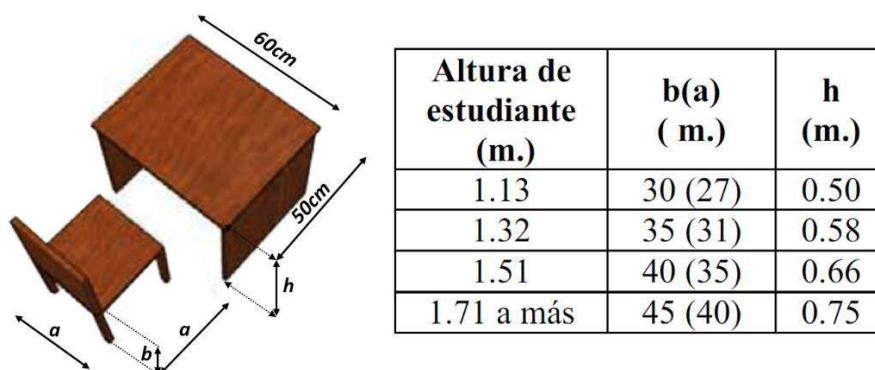 60cm
50cm
h
a
a
b
Altura de estudiante (m.) b(a) ( m.) h (m.)
1.13 30 (27) 0.50
1.32 35 (31) 0.58
1.51 40 (35) 0.66
1.71 a más 45 (40) 0.75